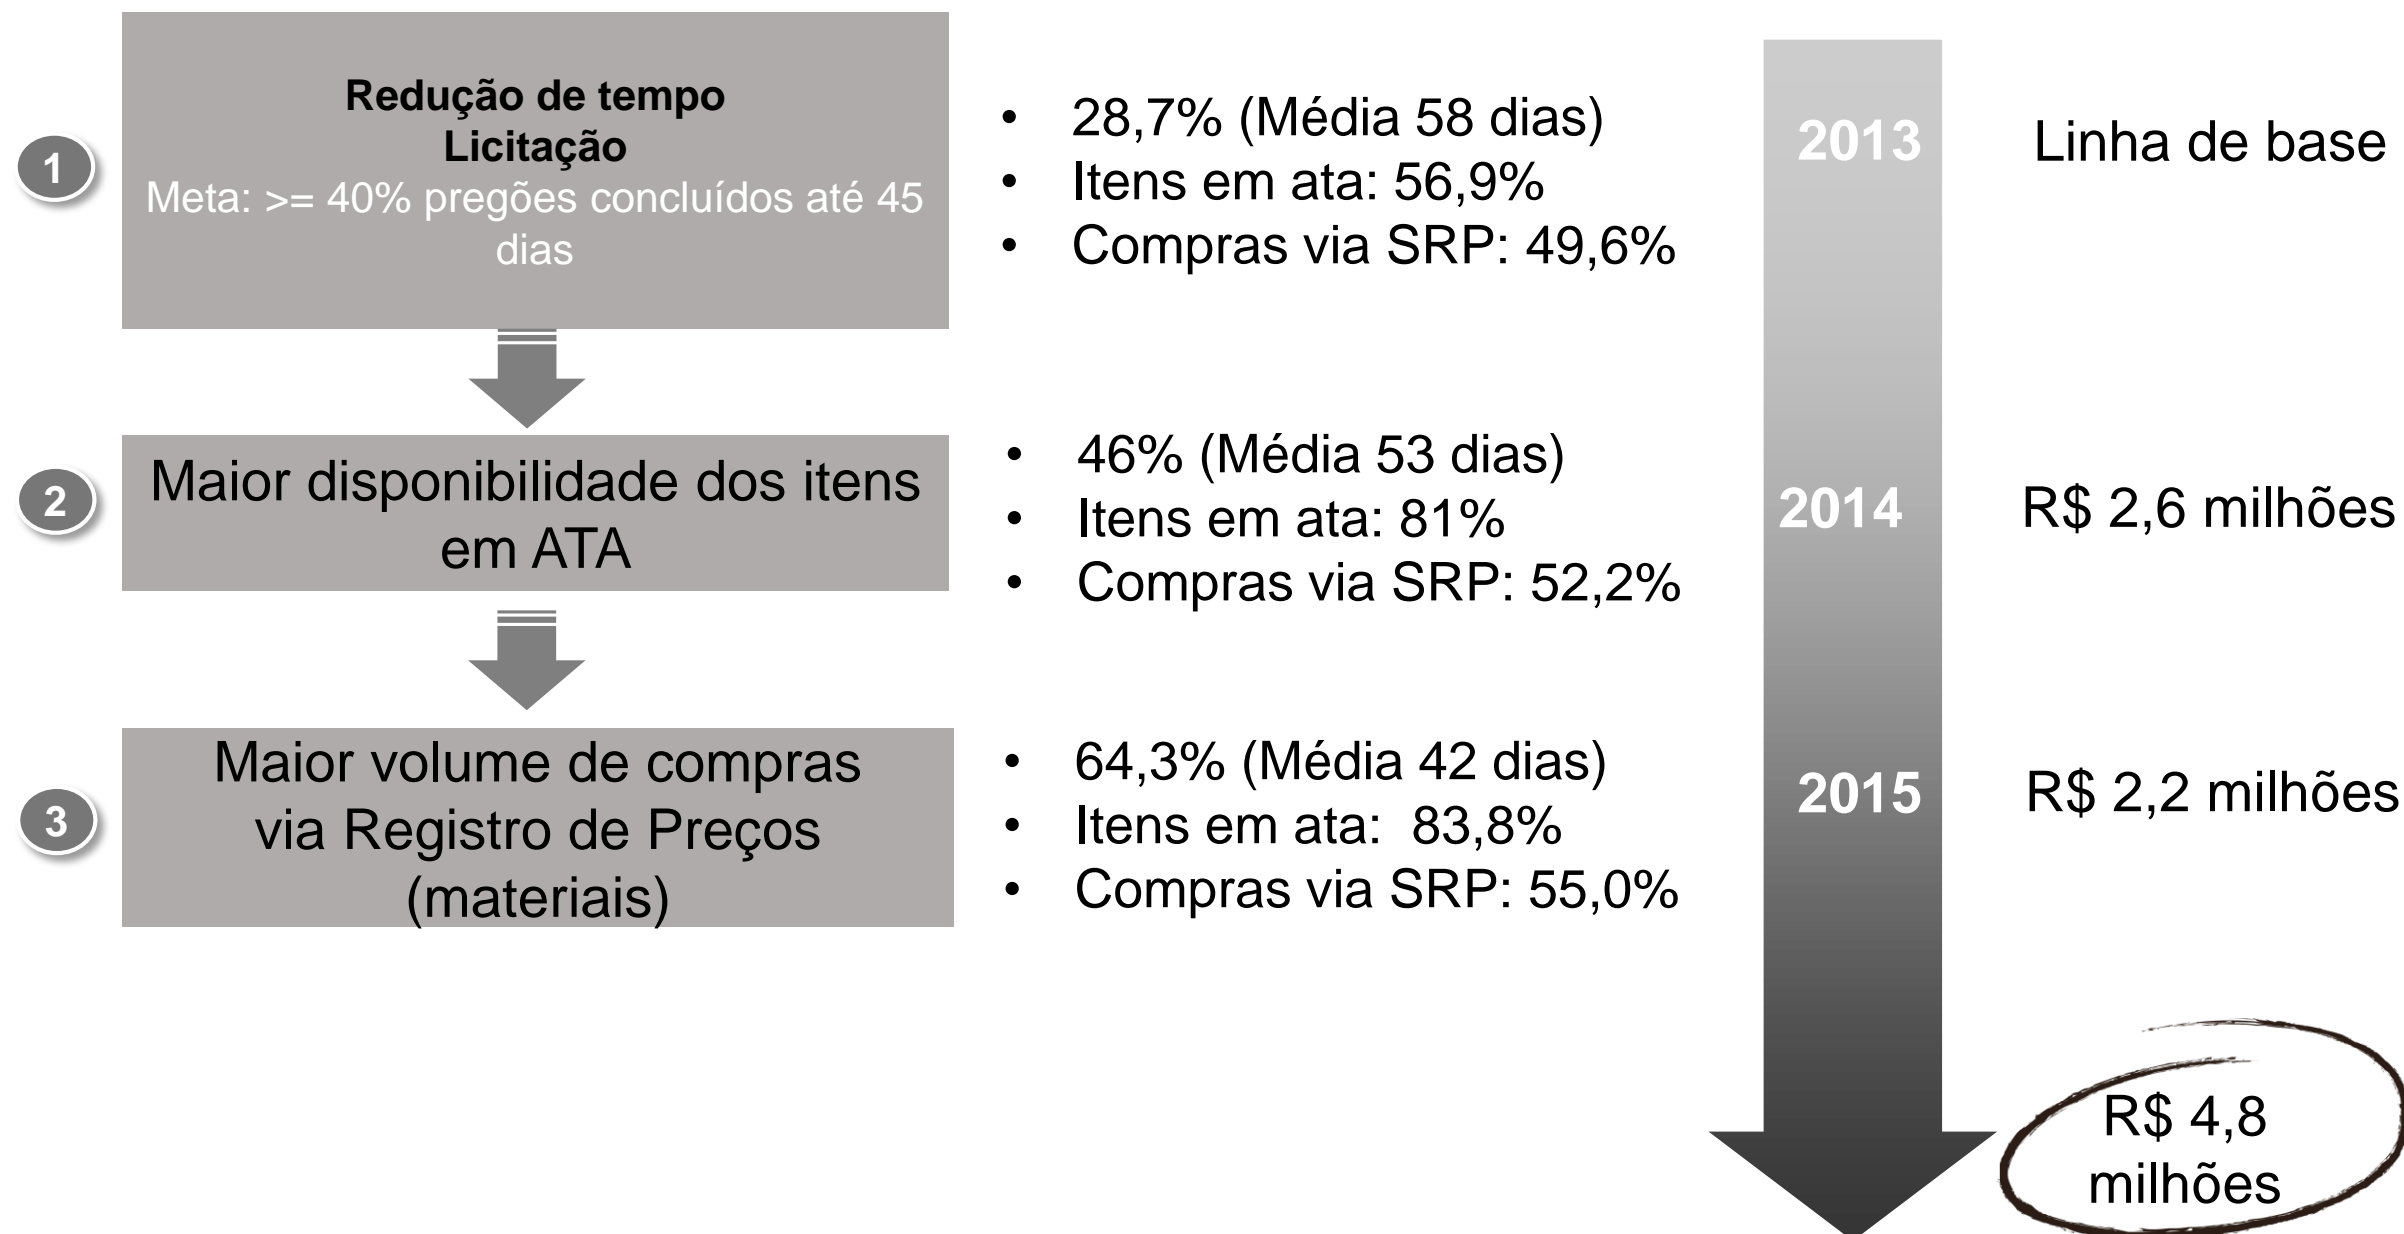 1
Redução de tempo
Licitação
Meta: >= 40% pregões concluídos até 45
dias
• 28,7% (Média 58 dias)
• Itens em ata: 56,9%
• Compras via SRP: 49,6%
2013
Linha de base
2
Maior disponibilidade dos itens
em ATA
• 46% (Média 53 dias)
• Itens em ata: 81%
• Compras via SRP: 52,2%
2014
R$ 2,6 milhões
3
Maior volume de compras
via Registro de Preços
(materiais)
• 64,3% (Média 42 dias)
• Itens em ata: 83,8%
• Compras via SRP: 55,0%
2015
R$ 2,2 milhões
R$ 4,8
milhões